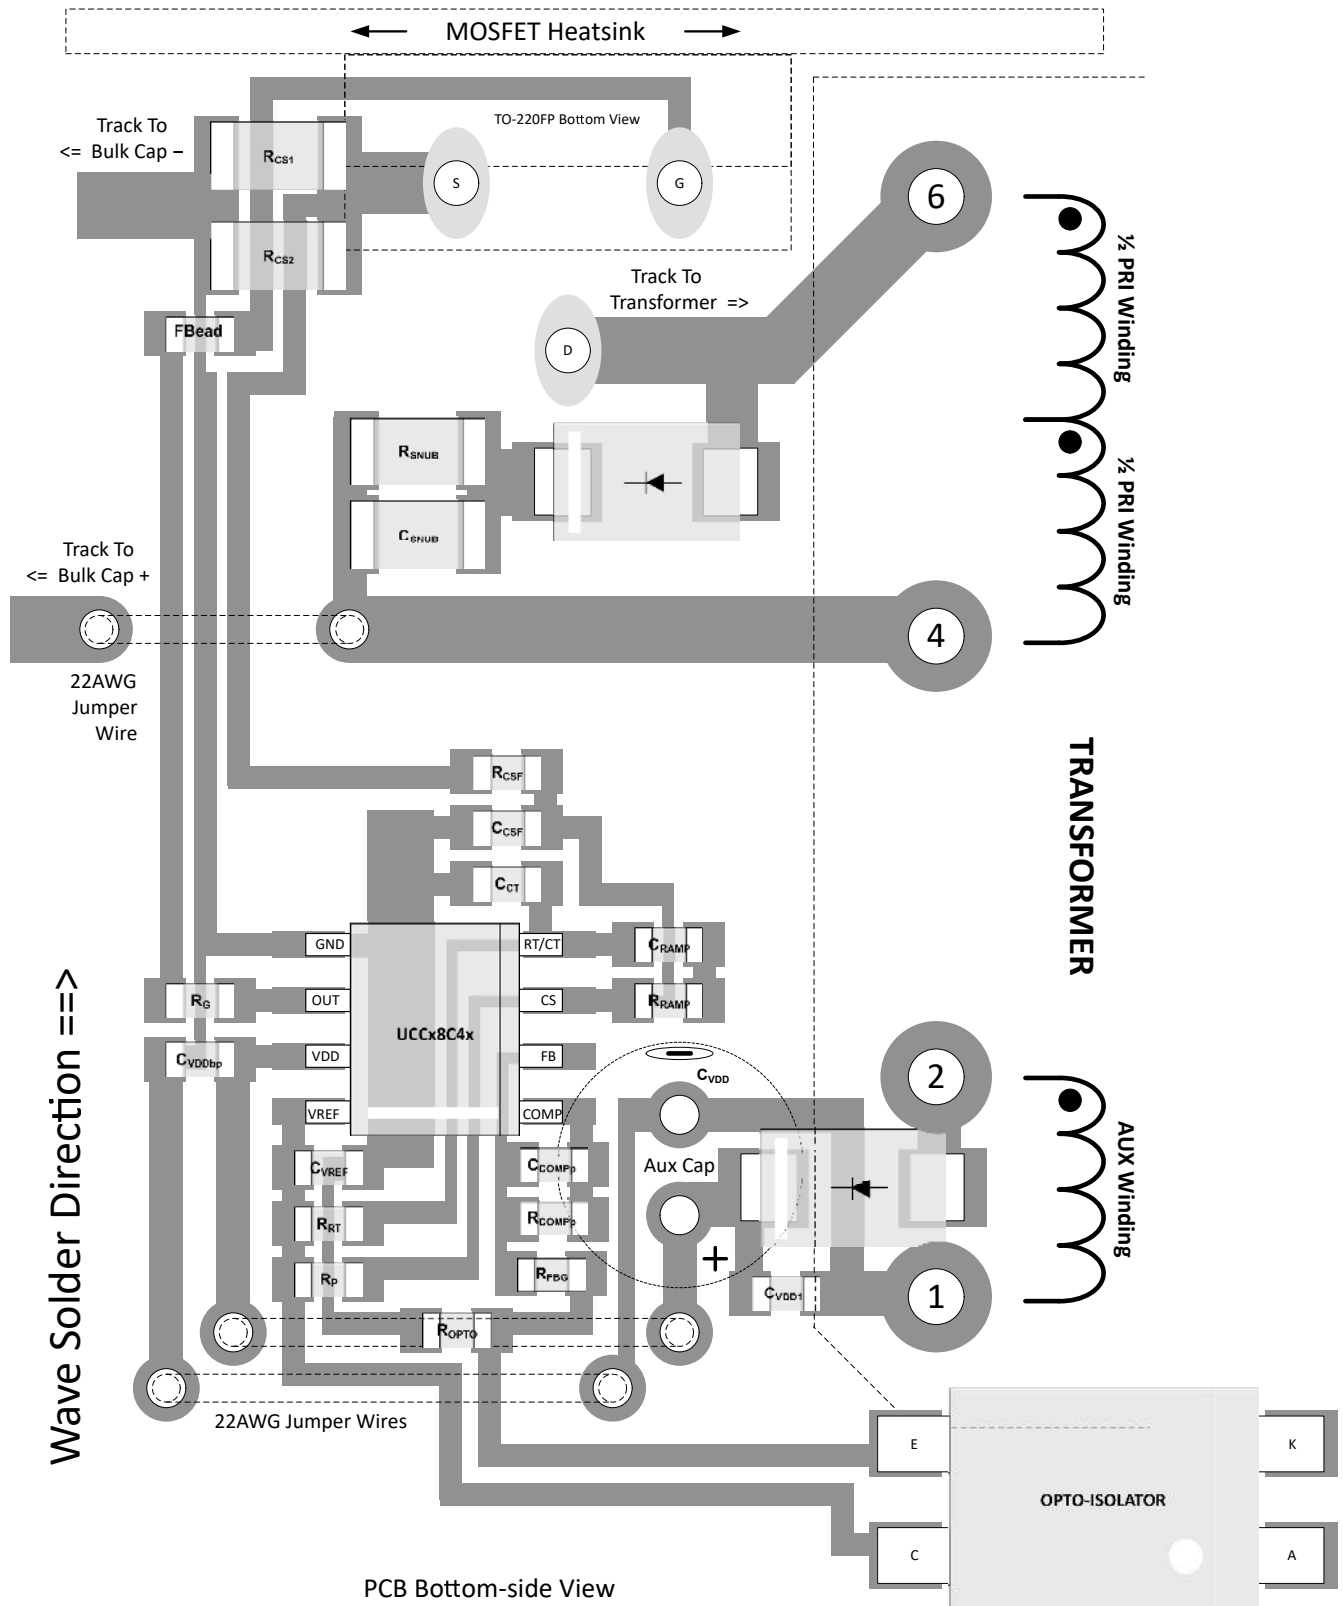 MOSFET Heatsink
TO-220FP Bottom View
Track To
<= Bulk Cap –
RCS1
S
G
6
RCS2
½ PRI Winding
Track To
Transformer =>
FBead
D
RSNUB
CSNUB
½ PRI Winding
Track To
<= Bulk Cap +
4
22AWG
Jumper
Wire
TRANSFORMER
RCSF
CCSF
CCT
GND
RT/CT
CRAMP
OUT
CS
RRAMP
RG
UCCx8C4x
VDD
FB
CVDDbp
CVDD
2
VREF
COMP
CVREF
CCOMPp
Aux Cap
AUX Winding
RRT
RCOMPp
RP
RFBG
+
CVDD1
1
ROPTO
22AWG Jumper Wires
Wave Solder Direction ==>
E
K
OPTO-ISOLATOR
C
A
PCB Bottom-side View